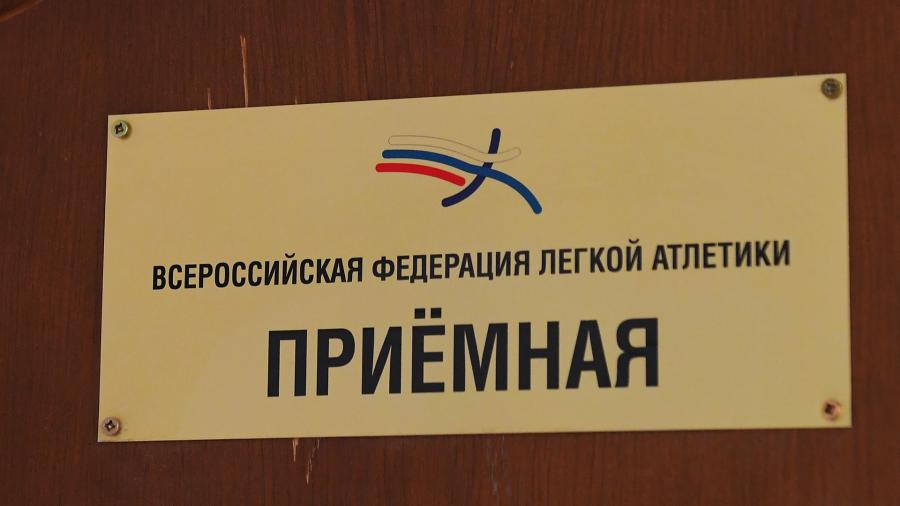 ВСЕРОССИЙСКАЯ ФЕДЕРАЦИЯ ЛЕГКОЙ АТЛЕТИКИ
ПРИЁМНАЯ